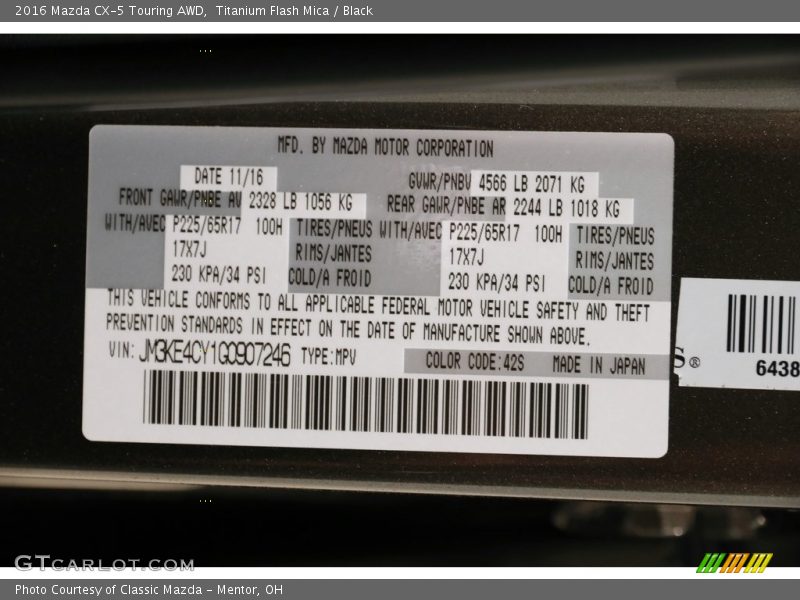 2016 Mazda CX-5 Touring AWD, Titanium Flash Mica / Black
MFD. BY MAZDA MOTOR CORPORATION
DATE 11/16 GVWR/PNBV 4566 LB 2071 KG
FRONT GAWR/PNBE AV 2328 LB 1056 KG REAR GAWR/PNBE AR 2244 LB 1018 KG
WITH/AVEC P225/65R17 100H TIRES/PNEUS WITH/AVEC P225/65R17 100H TIRES/PNEUS
17X7J RIMS/JANTES 17X7J RIMS/JANTES
230 KPA/34 PSI COLD/A FROID 230 KPA/34 PSI COLD/A FROID
THIS VEHICLE CONFORMS TO ALL APPLICABLE FEDERAL MOTOR VEHICLE SAFETY AND THEFT
PREVENTION STANDARDS IN EFFECT ON THE DATE OF MANUFACTURE SHOWN ABOVE.
VIN: JM3KE4CY1G0907246 TYPE:MPV COLOR CODE:42S MADE IN JAPAN
S®
6438
GTCARLOT.COM
Photo Courtesy of Classic Mazda - Mentor, OH